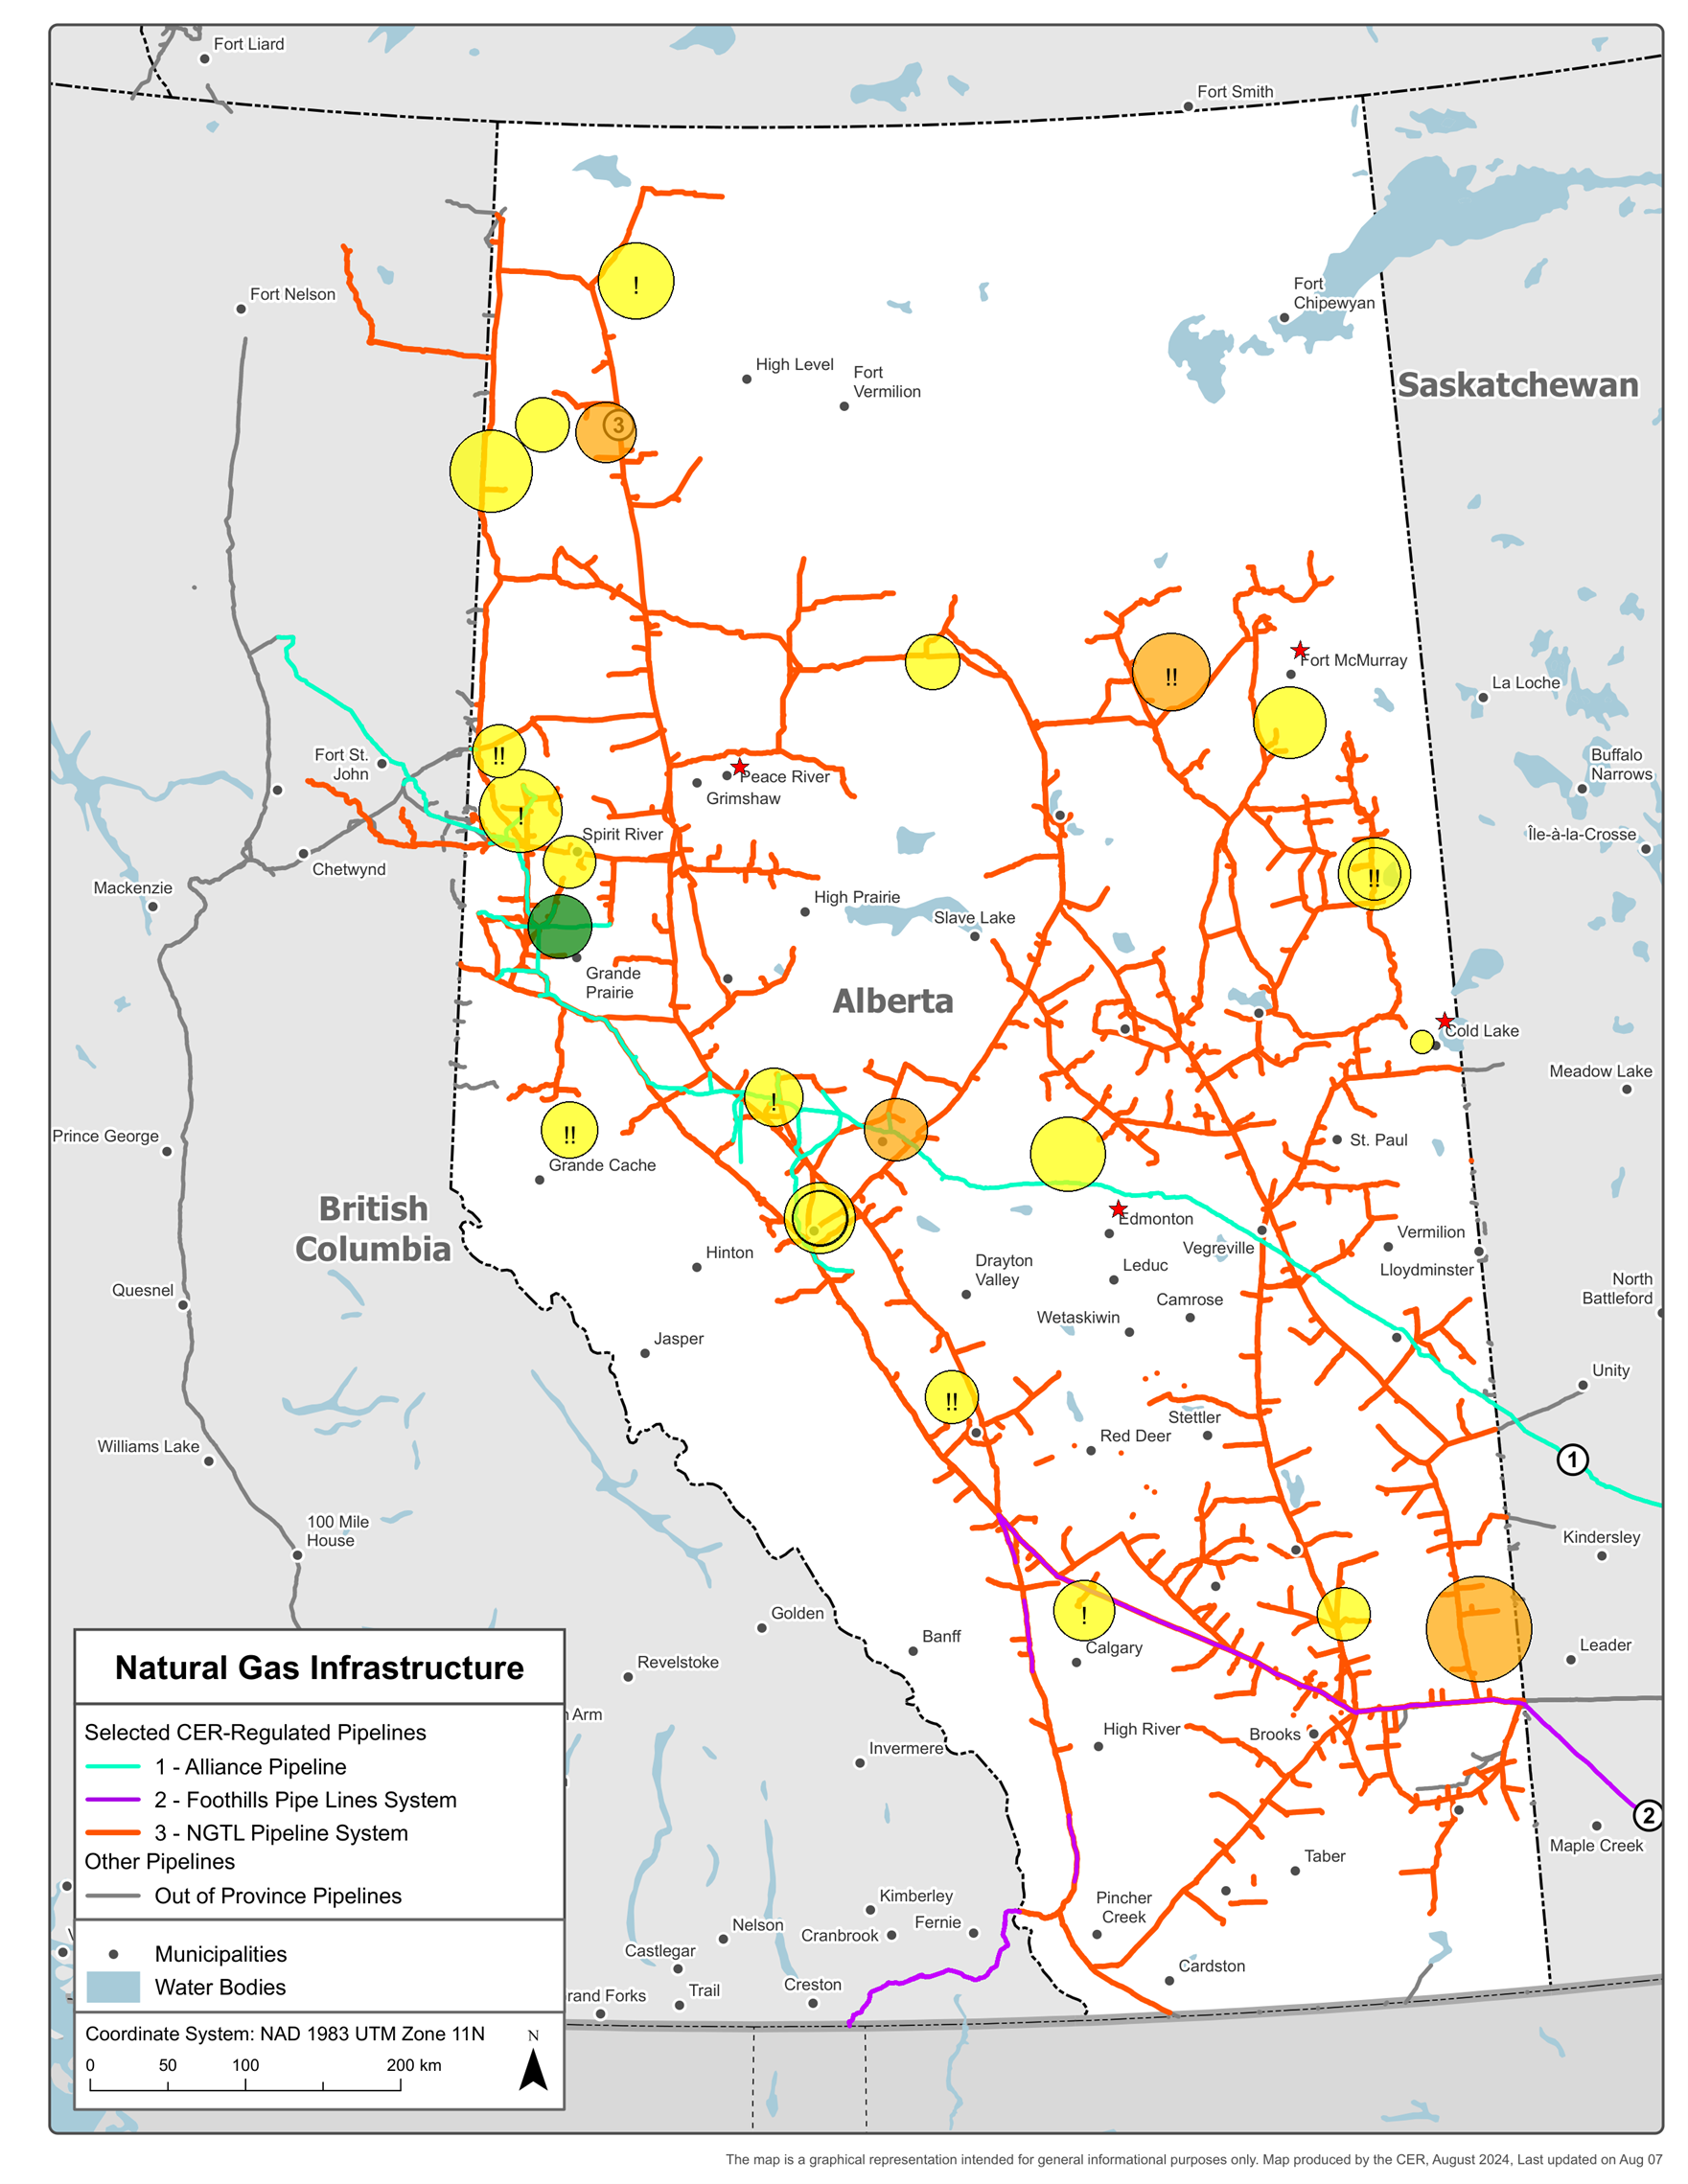 Fort Liard
Fort Smith
Fort Nelson
Fort
Chipewyan
!
High Level
Fort
Vermilion
Saskatchewan
3
Fort McMurray
!!
La Loche
Fort St.
John
!!
Peace River
Grimshaw
Buffalo
Narrows
!
Spirit River
Île-à-la-Crosse
Chetwynd
!!
Mackenzie
High Prairie
Slave Lake
Grande
Prairie
Alberta
Cold Lake
Meadow Lake
!
Prince George
!!
St. Paul
Grande Cache
British
Columbia
Edmonton
Vermilion
Vegreville
Hinton
Drayton
Valley
Leduc
Lloydminster
Quesnel
Camrose
North
Battleford
Wetaskiwin
Jasper
Unity
!!
Stettler
Red Deer
Williams Lake
1
100 Mile
House
Kindersley
!
Golden
Banff
Calgary
Leader
Revelstoke
Arm
High River
Brooks
Invermere
2
Maple Creek
Taber
Kimberley
Pincher
Creek
Nelson
Cranbrook
Fernie
Castlegar
Cardston
Trail
Creston
rand Forks
Natural Gas Infrastructure
Selected CER-Regulated Pipelines
1 - Alliance Pipeline
2 - Foothills Pipe Lines System
3 - NGTL Pipeline System
Other Pipelines
Out of Province Pipelines
Municipalities
Water Bodies
Coordinate System: NAD 1983 UTM Zone 11N
N
0 50 100 200 km
The map is a graphical representation intended for general informational purposes only. Map produced by the CER, August 2024, Last updated on Aug 07